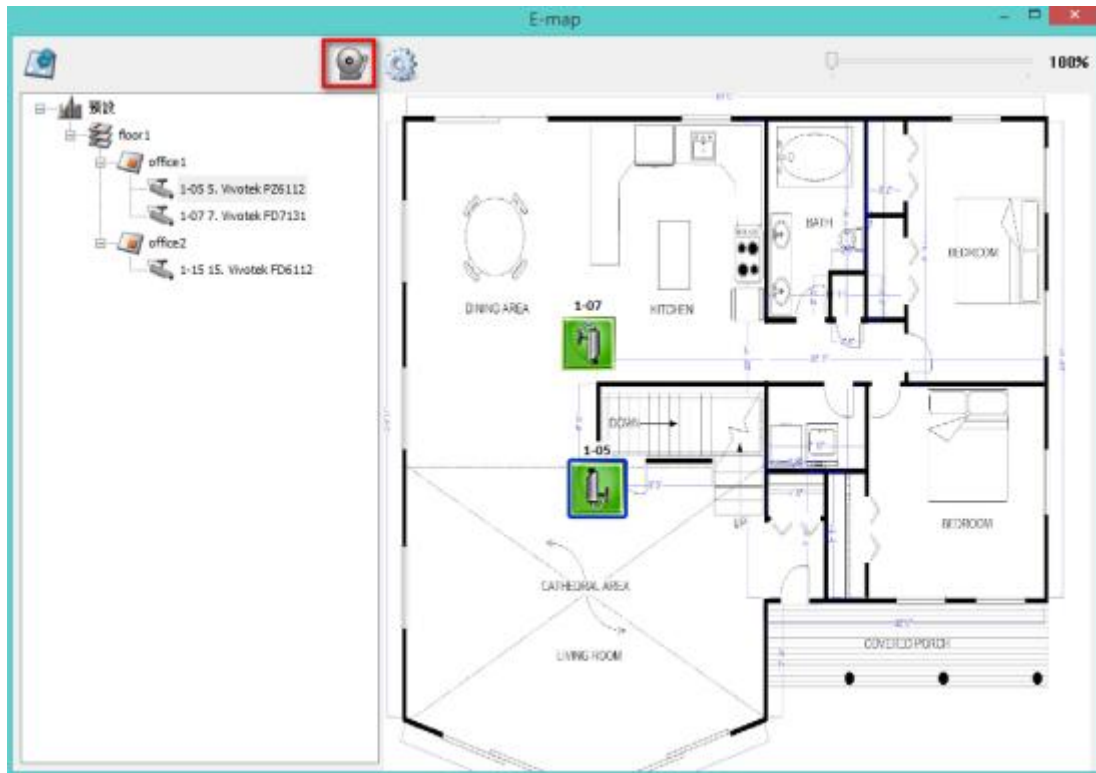 E-map
100%
預設
floor1
office1
1-05 5. Vivotek PZ6112
1-07 7. Vivotek FD7131
office2
1-15 15. Vivotek FD6112
BATH
BEDROOM
DINING AREA
1-07
KITCHEN
DOWN
1-05
UP
BEDROOM
CATHEDRAL AREA
LIVING ROOM
COVERED PORCH